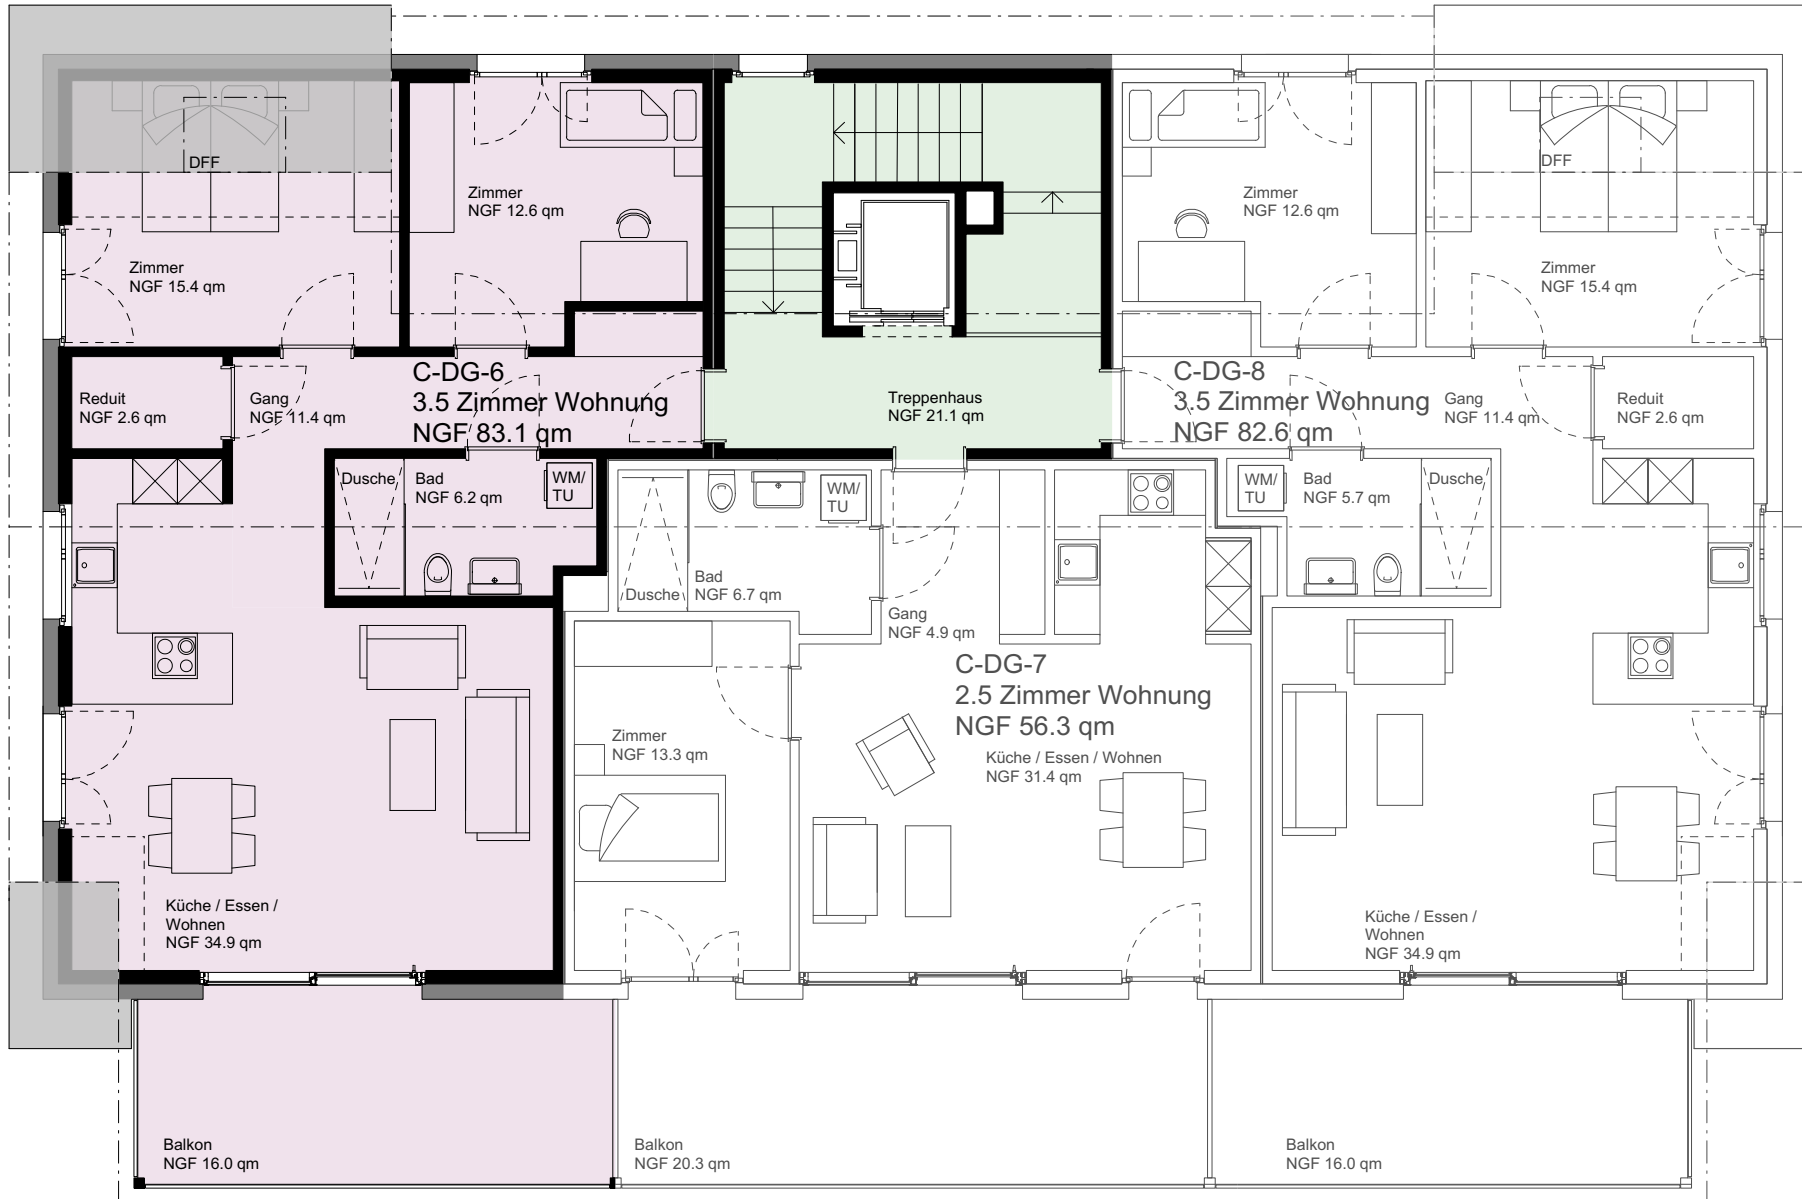 DFF
Zimmer
NGF 15.4 qm
Zimmer
NGF 12.6 qm
Reduit
NGF 2.6 qm
Gang
NGF 11.4 qm
C-DG-6
3.5 Zimmer Wohnung
NGF 83.1 qm
Dusche
Bad
NGF 6.2 qm
WM/
TU
Küche / Essen /
Wohnen
NGF 34.9 qm
Balkon
NGF 16.0 qm
Treppenhaus
NGF 21.1 qm
Dusche
Bad
NGF 6.7 qm
WM/
TU
Gang
NGF 4.9 qm
C-DG-7
2.5 Zimmer Wohnung
NGF 56.3 qm
Küche / Essen / Wohnen
NGF 31.4 qm
Zimmer
NGF 13.3 qm
Balkon
NGF 20.3 qm
Zimmer
NGF 12.6 qm
DFF
Zimmer
NGF 15.4 qm
C-DG-8
3.5 Zimmer Wohnung
NGF 82.6 qm
Gang
NGF 11.4 qm
Reduit
NGF 2.6 qm
WM/
TU
Bad
NGF 5.7 qm
Dusche
Küche / Essen /
Wohnen
NGF 34.9 qm
Balkon
NGF 16.0 qm